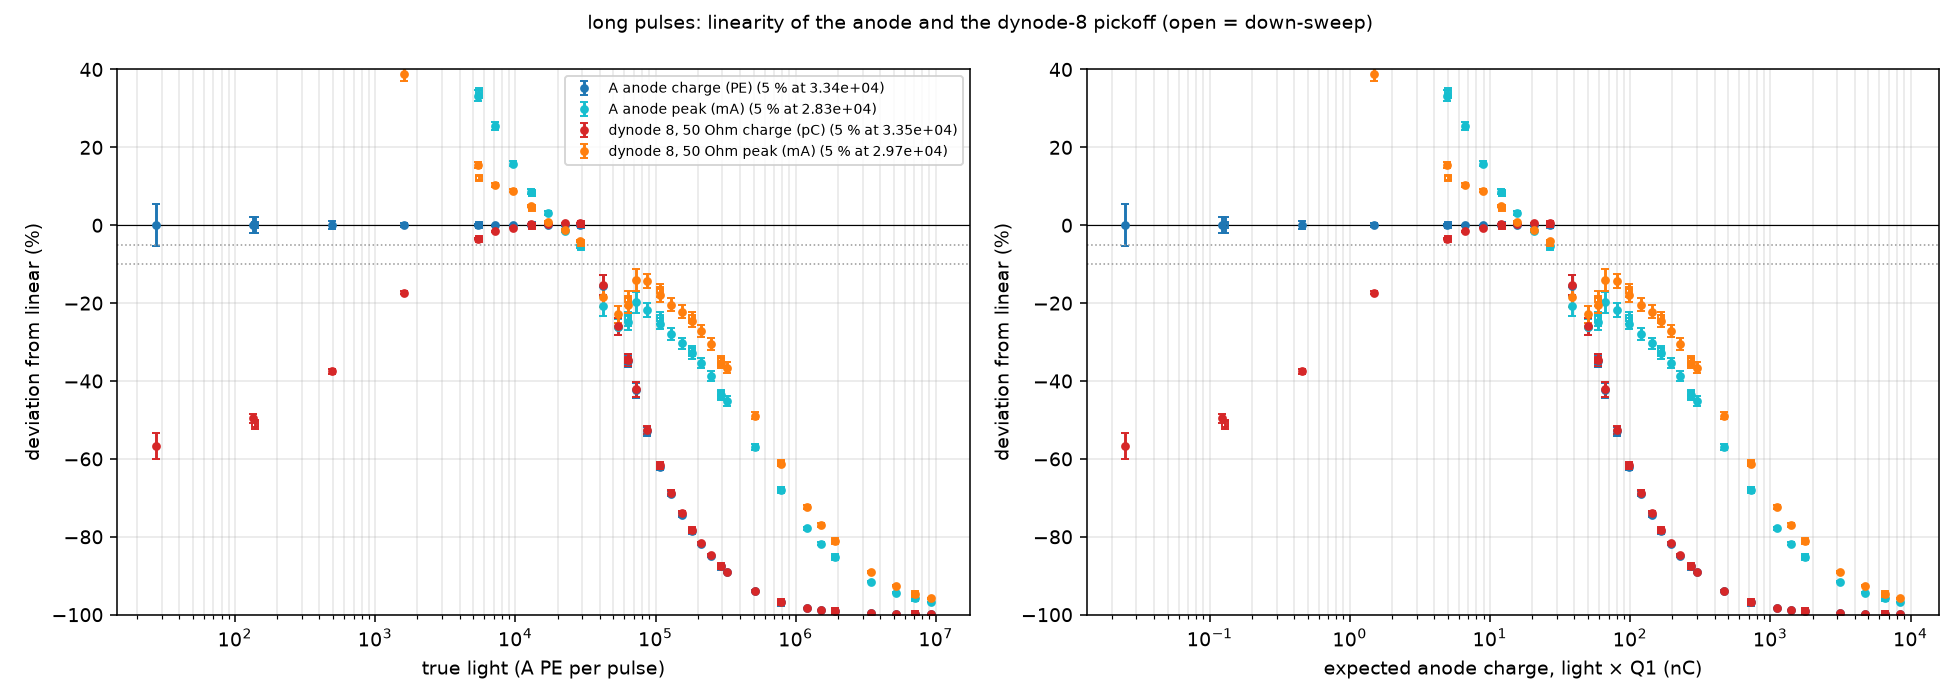 long pulses: linearity of the anode and the dynode-8 pickoff (open = down-sweep)
deviation from linear (%)
40
20
0
−20
−40
−60
−80
−100
A anode charge (PE) (5 % at 3.34e+04)
A anode peak (mA) (5 % at 2.83e+04)
dynode 8, 50 Ohm charge (pC) (5 % at 3.35e+04)
dynode 8, 50 Ohm peak (mA) (5 % at 2.97e+04)
10² 10³ 10⁴ 10⁵ 10⁶ 10⁷
true light (A PE per pulse)
deviation from linear (%)
40
20
0
−20
−40
−60
−80
−100
10⁻¹ 10⁰ 10¹ 10² 10³ 10⁴
expected anode charge, light × Q1 (nC)